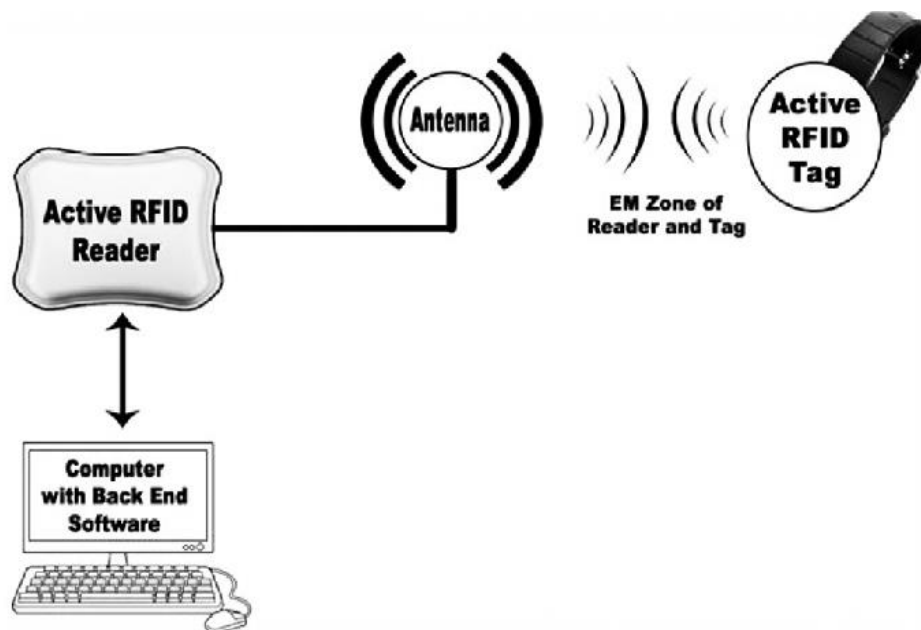 Antenna
Active
RFID
Tag
EM Zone of
Reader and Tag
Active RFID
Reader
Computer
with Back End
Software